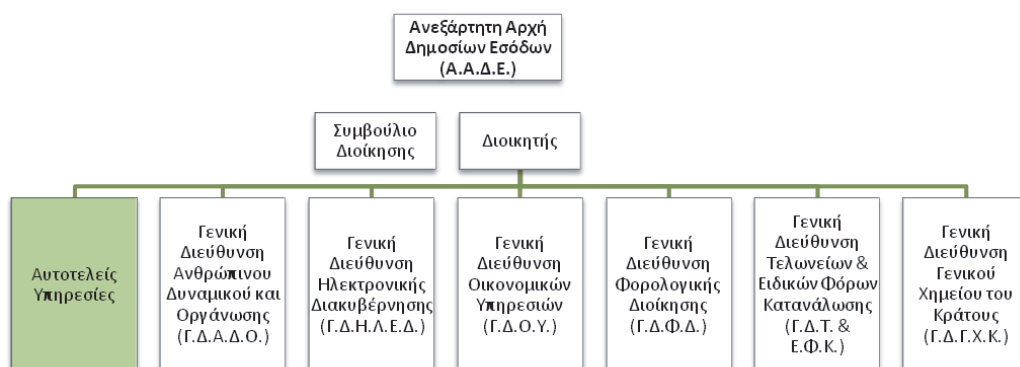 Ανεξάρτητη Αρχή
Δημοσίων Εσόδων
(Α.Α.Δ.Ε.)
Συμβούλιο
Διοίκησης
Διοικητής
Αυτοτελείς
Υπηρεσίες
Γενική
Διεύθυνση
Ανθρώπινου
Δυναμικού και
Οργάνωσης
(Γ.Δ.Α.Δ.Ο.)
Γενική
Διεύθυνση
Ηλεκτρονικής
Διακυβέρνησης
(Γ.Δ.Η.Λ.Ε.Δ.)
Γενική
Διεύθυνση
Οικονομικών
Υπηρεσιών
(Γ.Δ.Ο.Υ.)
Γενική
Διεύθυνση
Φορολογικής
Διοίκησης
(Γ.Δ.Φ.Δ.)
Γενική
Διεύθυνση
Τελωνείων &
Ειδικών Φόρων
Κατανάλωσης
(Γ.Δ.Τ. &
Ε.Φ.Κ.)
Γενική
Διεύθυνση
Γενικού
Χημείου του
Κράτους
(Γ.Δ.Γ.Χ.Κ.)